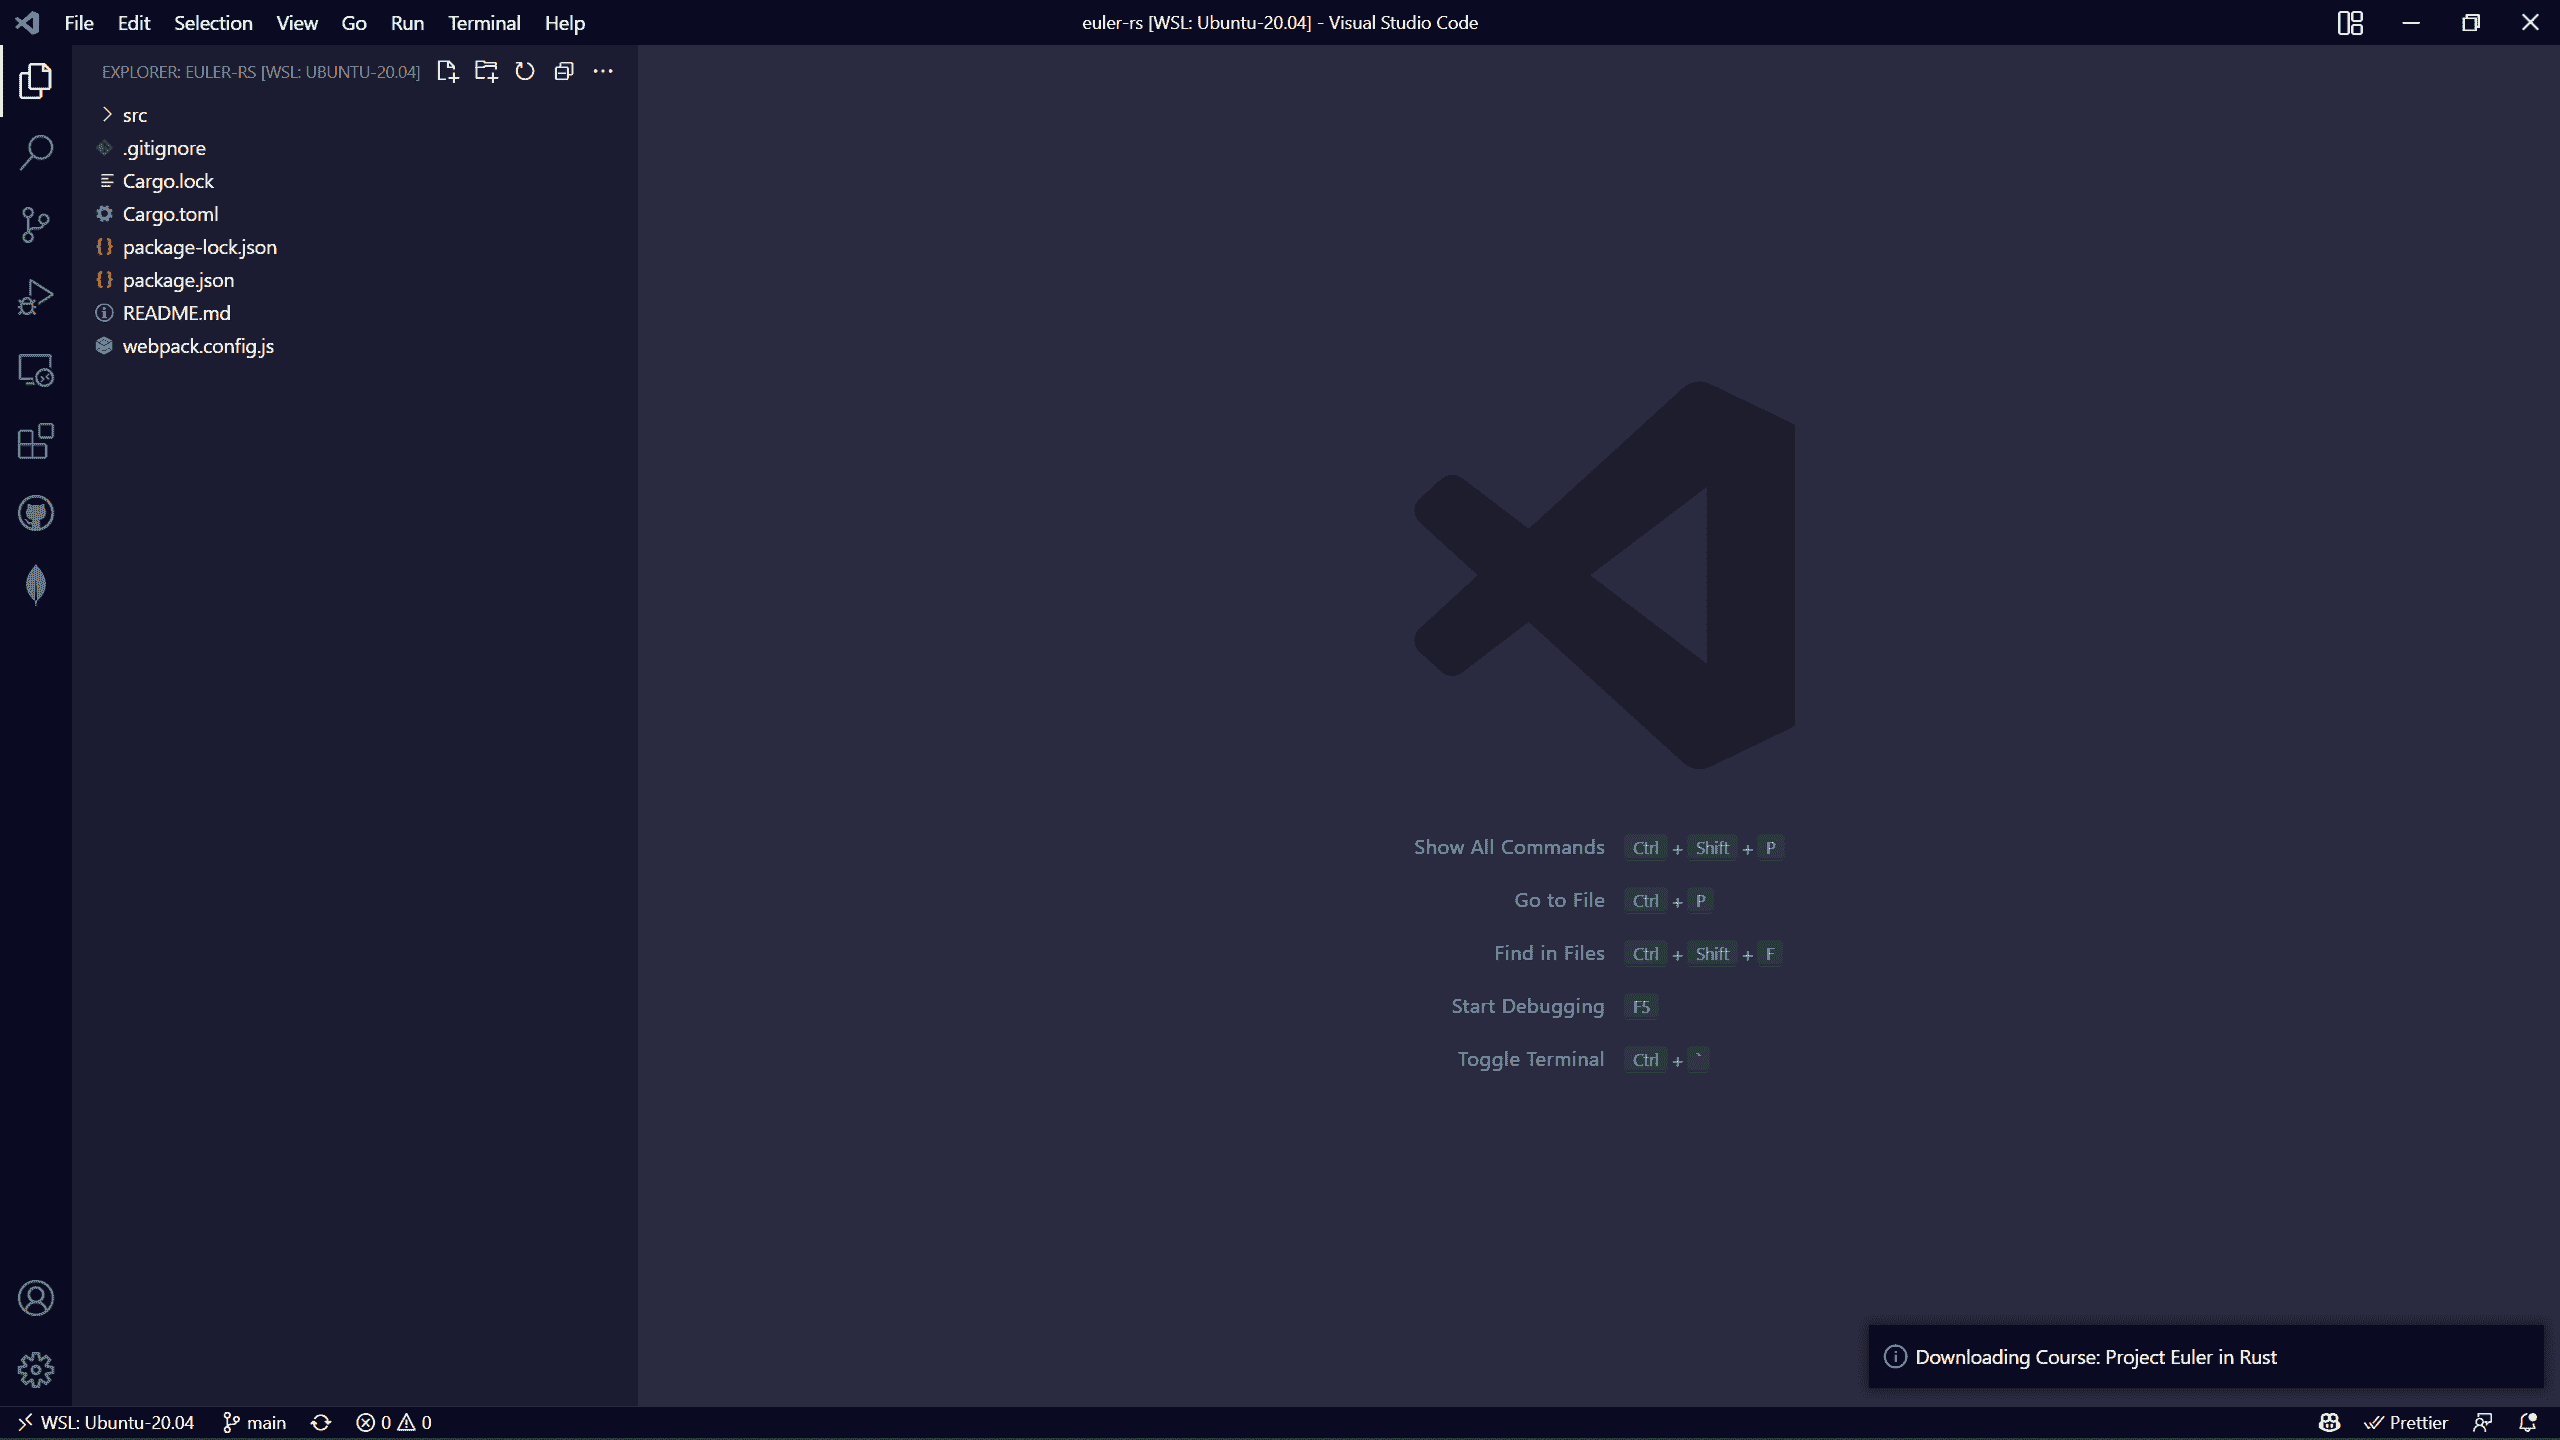 File Edit Selection View Go Run Terminal Help
euler-rs [WSL: Ubuntu-20.04] - Visual Studio Code
EXPLORER: EULER-RS [WSL: UBUNTU-20.04]
src
.gitignore
Cargo.lock
Cargo.toml
package-lock.json
package.json
README.md
webpack.config.js
Show All Commands Ctrl + Shift + P
Go to File Ctrl + P
Find in Files Ctrl + Shift + F
Start Debugging F5
Toggle Terminal Ctrl + `
Downloading Course: Project Euler in Rust
WSL: Ubuntu-20.04 main 0 0 Prettier